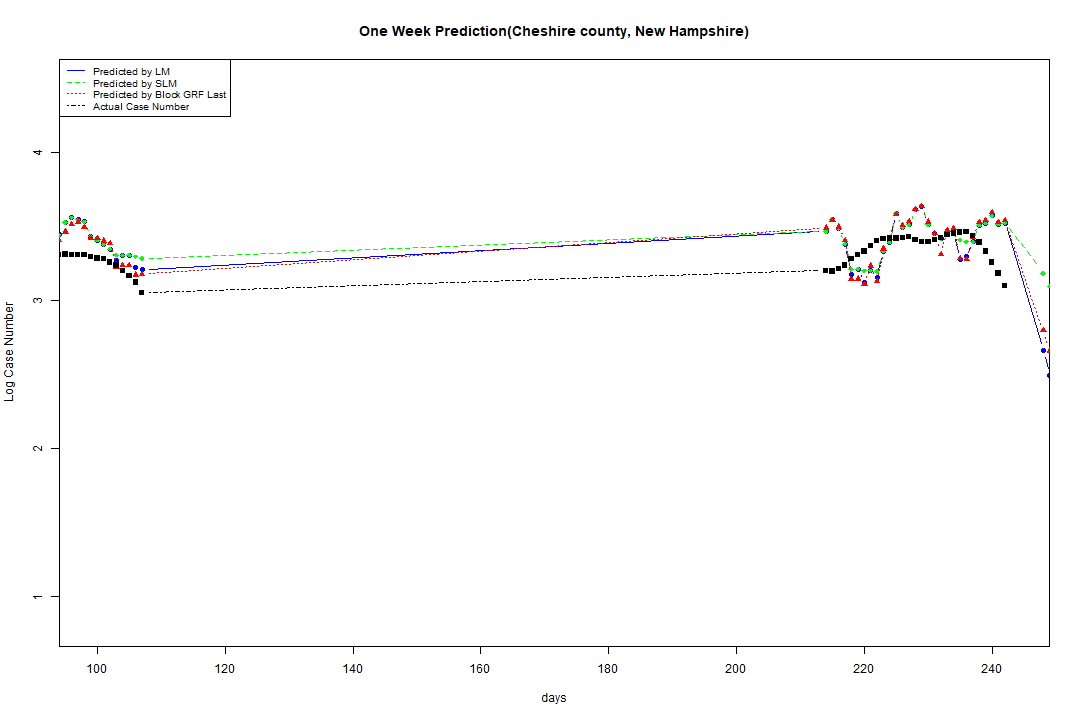 One Week Prediction(Cheshire county, New Hampshire)
Predicted by LM
Predicted by SLM
Predicted by Block GRF Last
Actual Case Number
4
3
2
1
Log Case Number
100 120 140 160 180 200 220 240
days